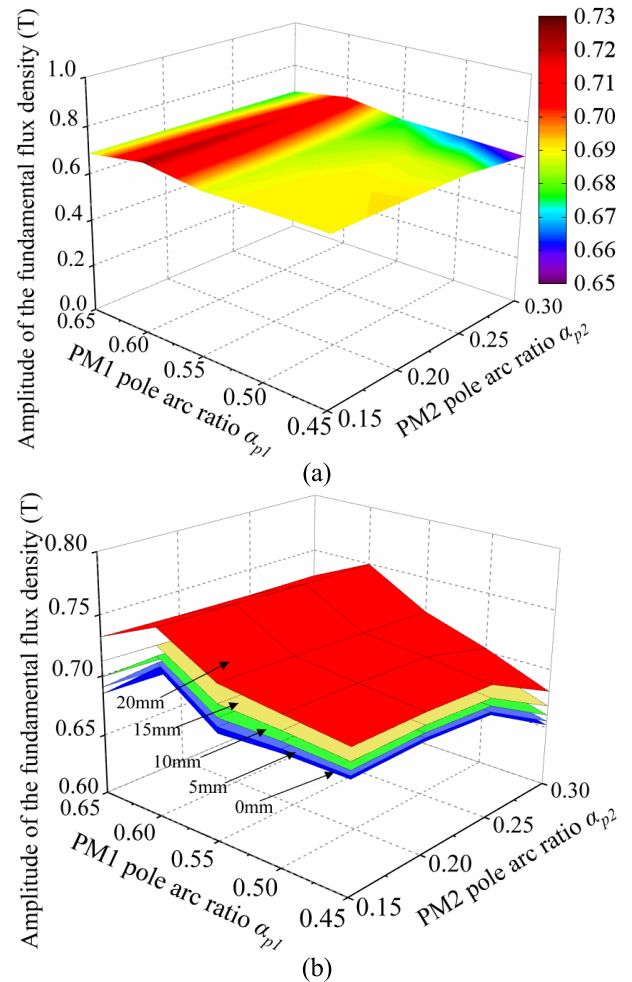 Amplitude of the fundamental flux density (T)
1.0
0.8
0.6
0.4
0.2
0.0
0.65
0.60
0.55
0.50
0.45
PM1 pole arc ratio αp1
0.15
0.20
0.25
0.30
PM2 pole arc ratio αp2
0.73
0.72
0.71
0.70
0.69
0.68
0.67
0.66
0.65
(a)
Amplitude of the fundamental flux density (T)
0.80
0.75
0.70
0.65
0.60
20mm
15mm
10mm
5mm
0mm
0.65
0.60
0.55
0.50
0.45
PM1 pole arc ratio αp1
0.15
0.20
0.25
0.30
PM2 pole arc ratio αp2
(b)